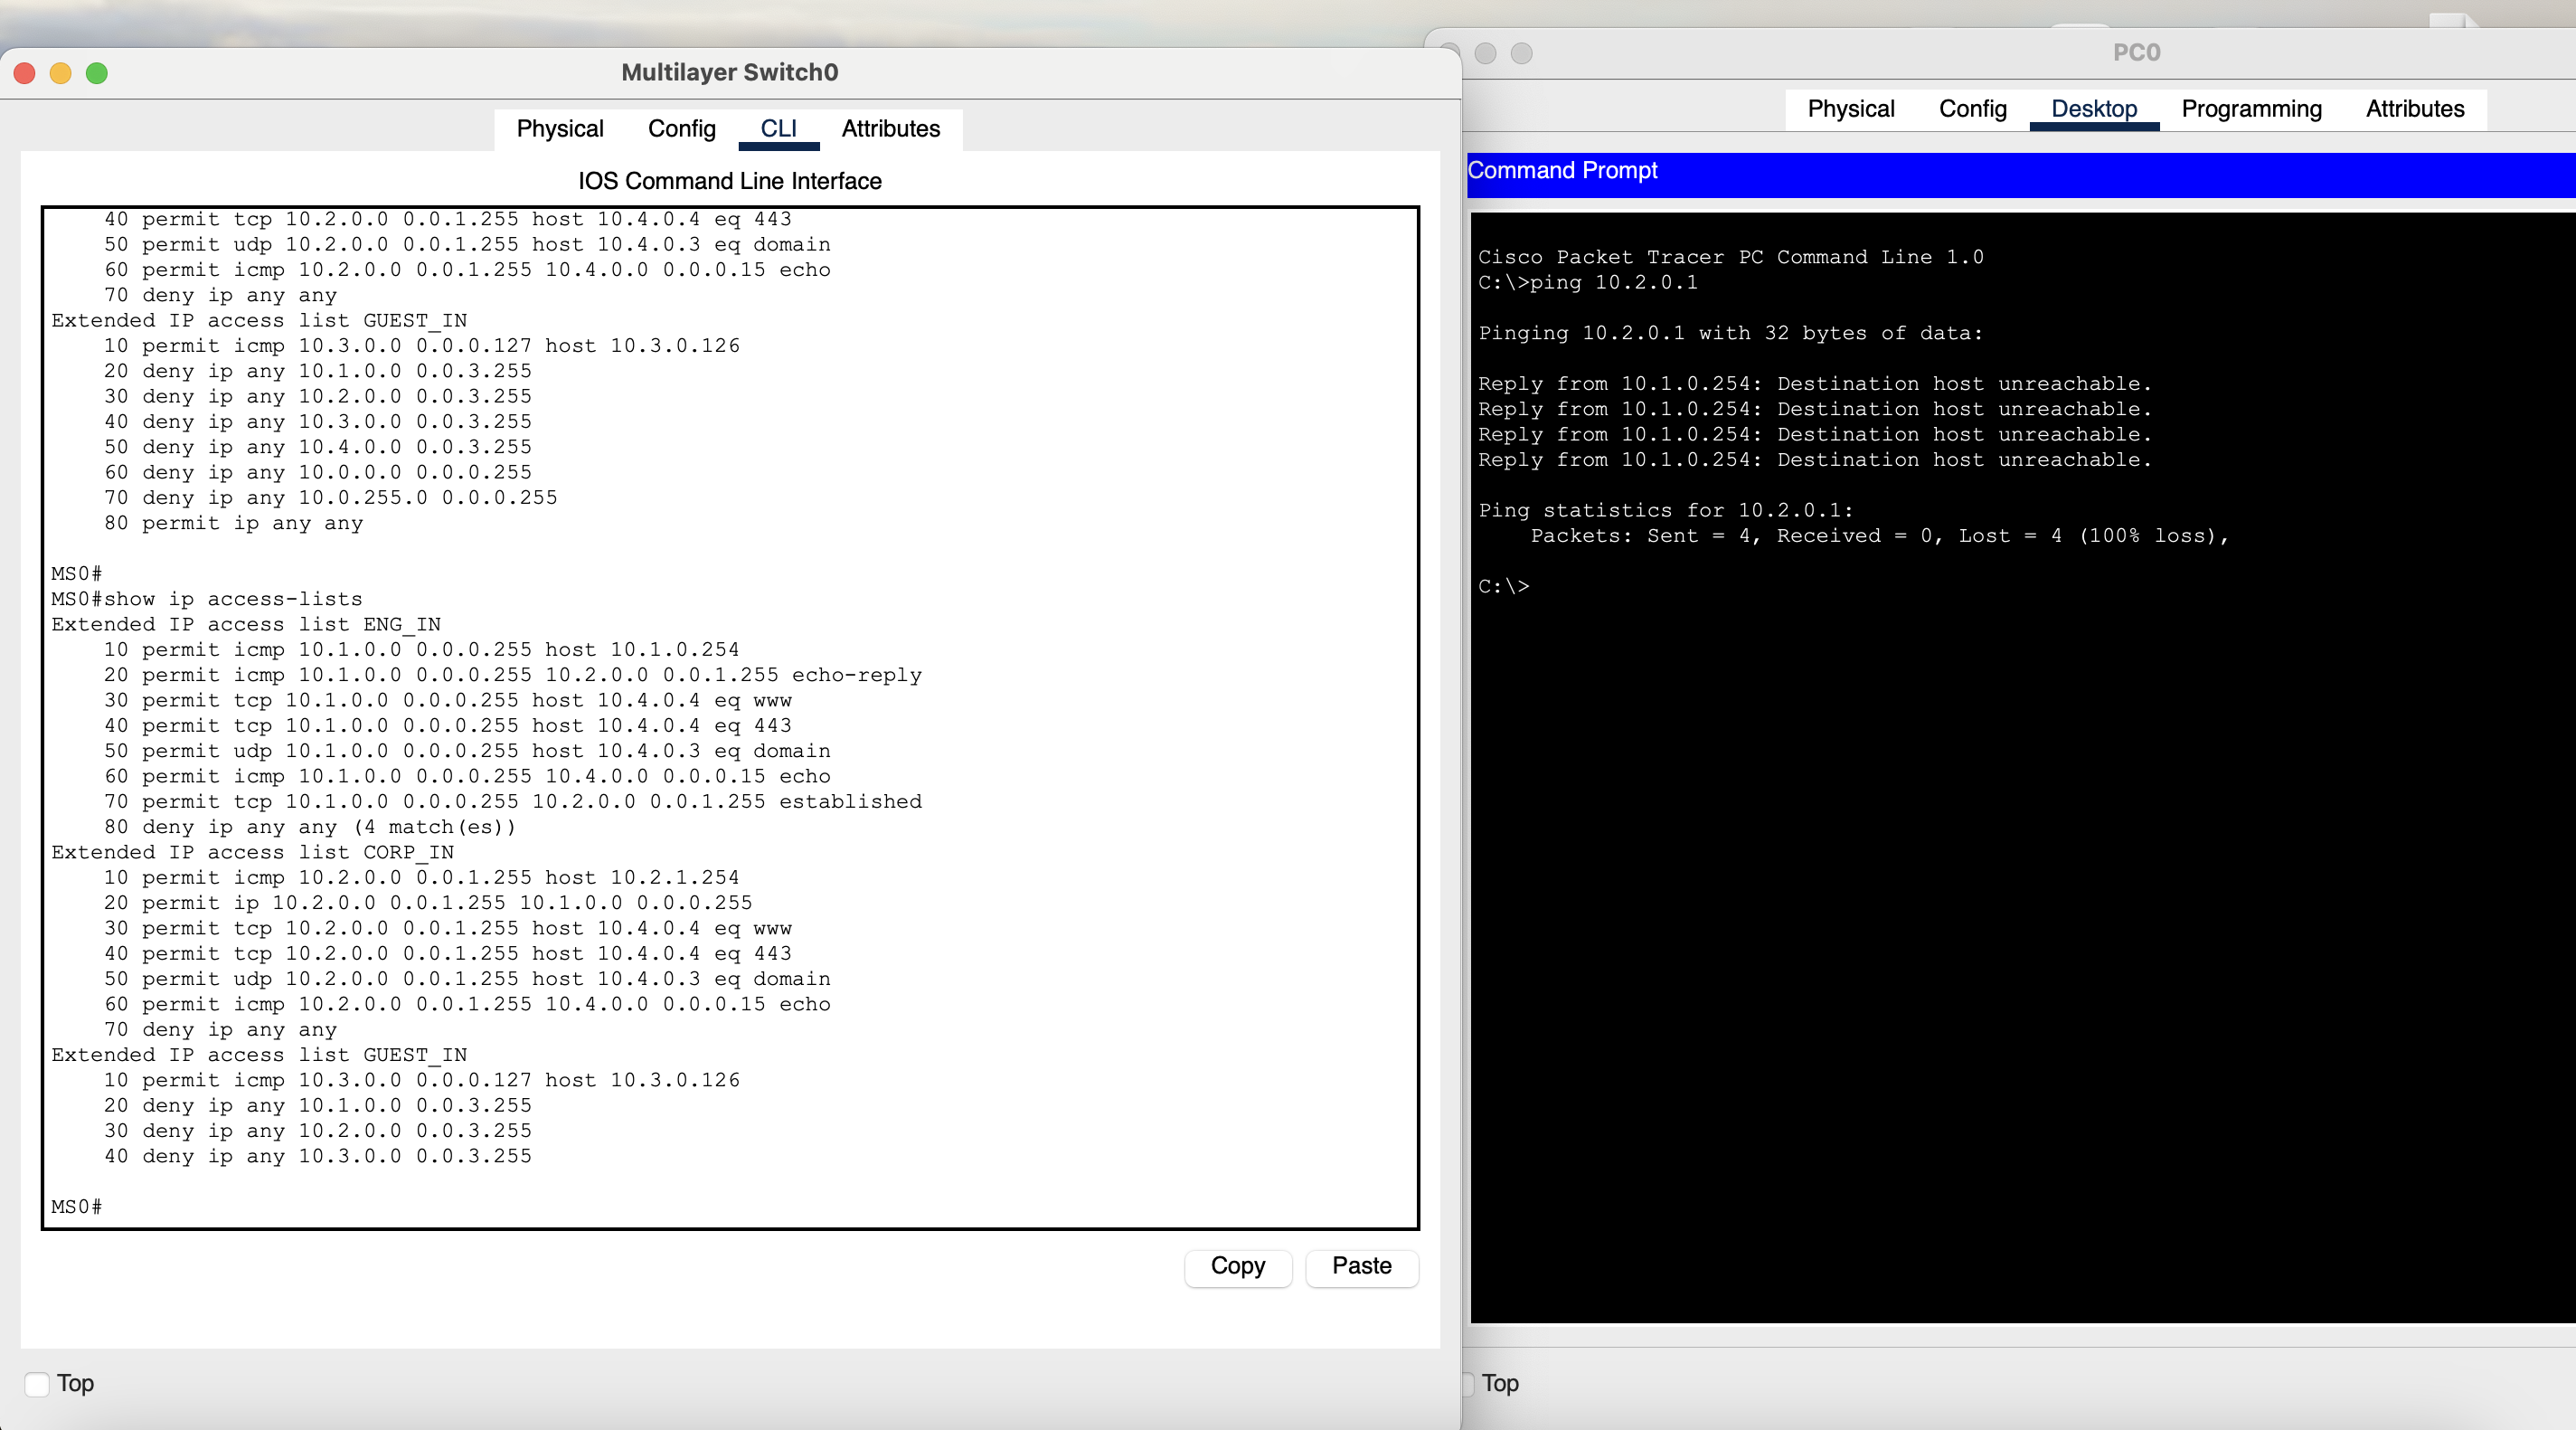 Multilayer Switch0
Physical Config CLI Attributes
IOS Command Line Interface
40 permit tcp 10.2.0.0 0.0.1.255 host 10.4.0.4 eq 443
50 permit udp 10.2.0.0 0.0.1.255 host 10.4.0.3 eq domain
60 permit icmp 10.2.0.0 0.0.1.255 10.4.0.0 0.0.0.15 echo
70 deny ip any any
Extended IP access list GUEST_IN
10 permit icmp 10.3.0.0 0.0.0.127 host 10.3.0.126
20 deny ip any 10.1.0.0 0.0.3.255
30 deny ip any 10.2.0.0 0.0.3.255
40 deny ip any 10.3.0.0 0.0.3.255
50 deny ip any 10.4.0.0 0.0.3.255
60 deny ip any 10.0.0.0 0.0.0.255
70 deny ip any 10.0.255.0 0.0.0.255
80 permit ip any any
MS0#
MS0#show ip access-lists
Extended IP access list ENG_IN
10 permit icmp 10.1.0.0 0.0.0.255 host 10.1.0.254
20 permit icmp 10.1.0.0 0.0.0.255 10.2.0.0 0.0.1.255 echo-reply
30 permit tcp 10.1.0.0 0.0.0.255 host 10.4.0.4 eq www
40 permit tcp 10.1.0.0 0.0.0.255 host 10.4.0.4 eq 443
50 permit udp 10.1.0.0 0.0.0.255 host 10.4.0.3 eq domain
60 permit icmp 10.1.0.0 0.0.0.255 10.4.0.0 0.0.0.15 echo
70 permit tcp 10.1.0.0 0.0.0.255 10.2.0.0 0.0.1.255 established
80 deny ip any any (4 match(es))
Extended IP access list CORP_IN
10 permit icmp 10.2.0.0 0.0.1.255 host 10.2.1.254
20 permit ip 10.2.0.0 0.0.1.255 10.1.0.0 0.0.0.255
30 permit tcp 10.2.0.0 0.0.1.255 host 10.4.0.4 eq www
40 permit tcp 10.2.0.0 0.0.1.255 host 10.4.0.4 eq 443
50 permit udp 10.2.0.0 0.0.1.255 host 10.4.0.3 eq domain
60 permit icmp 10.2.0.0 0.0.1.255 10.4.0.0 0.0.0.15 echo
70 deny ip any any
Extended IP access list GUEST_IN
10 permit icmp 10.3.0.0 0.0.0.127 host 10.3.0.126
20 deny ip any 10.1.0.0 0.0.3.255
30 deny ip any 10.2.0.0 0.0.3.255
40 deny ip any 10.3.0.0 0.0.3.255
MS0#
Copy Paste
Top
PC0
Physical Config Desktop Programming Attributes
Command Prompt
Cisco Packet Tracer PC Command Line 1.0
C:\>ping 10.2.0.1
Pinging 10.2.0.1 with 32 bytes of data:
Reply from 10.1.0.254: Destination host unreachable.
Reply from 10.1.0.254: Destination host unreachable.
Reply from 10.1.0.254: Destination host unreachable.
Reply from 10.1.0.254: Destination host unreachable.
Ping statistics for 10.2.0.1:
Packets: Sent = 4, Received = 0, Lost = 4 (100% loss),
C:\>
Top